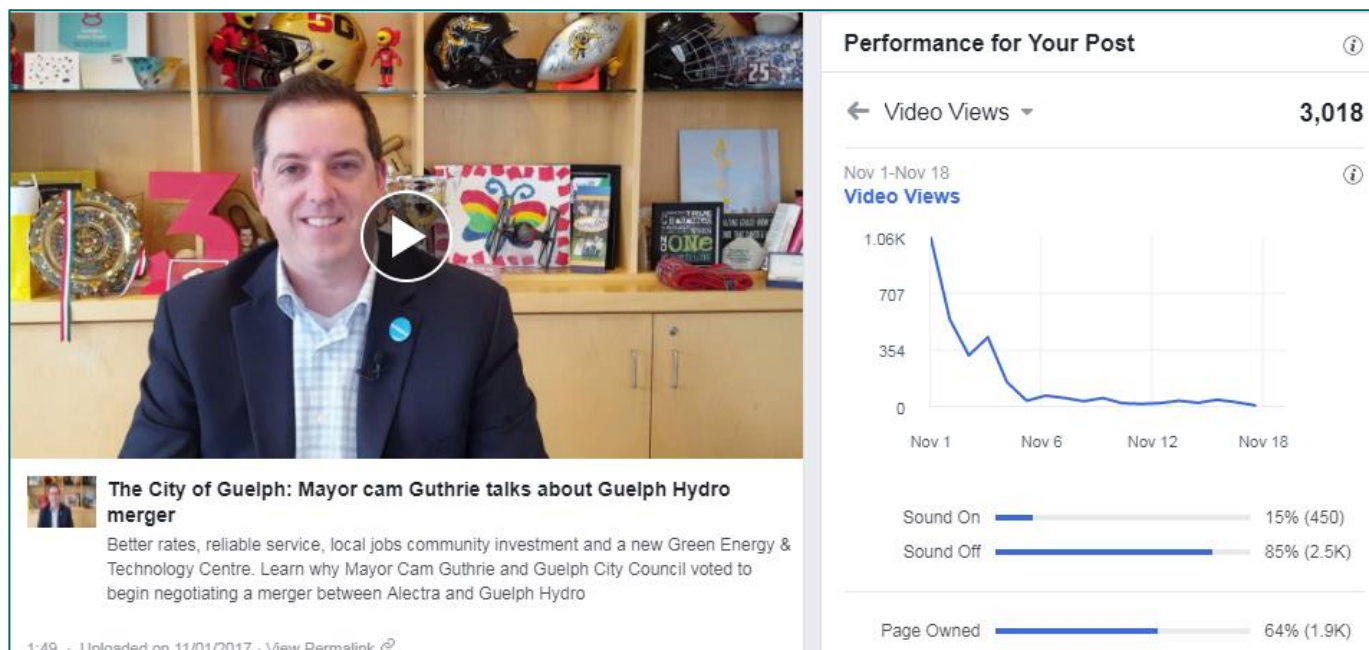 SG
25
TRUE
ONE
Performance for Your Post
Video Views
3,018
Nov 1-Nov 18
Video Views
1.06K
707
354
0
Nov 1
Nov 6
Nov 12
Nov 18
Sound On
15% (450)
Sound Off
85% (2.5K)
Page Owned
64% (1.9K)
The City of Guelph: Mayor cam Guthrie talks about Guelph Hydro
merger
Better rates, reliable service, local jobs community investment and a new Green Energy &
Technology Centre. Learn why Mayor Cam Guthrie and Guelph City Council voted to
begin negotiating a merger between Alectra and Guelph Hydro
1:49 · Uploaded on 11/01/2017 · View Permalink